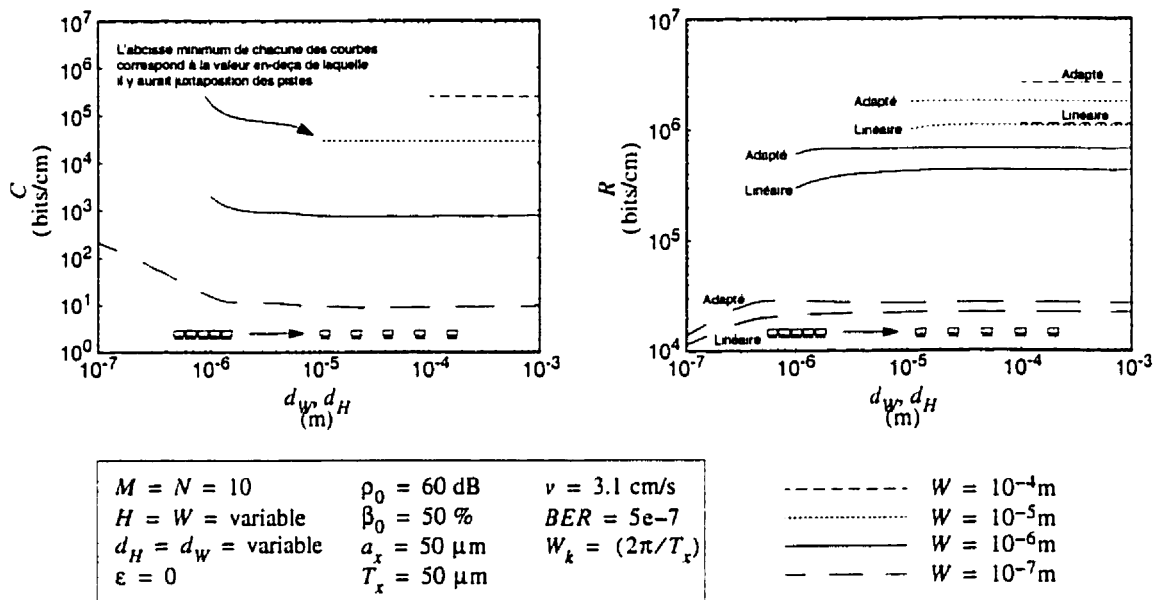 10^7
10^6
10^5
10^4
10^3
10^2
10^1
10^0
C
(bits/cm)
L'abcisse minimum de chacune des courbes
correspond à la valeur en-deça de laquelle
il y aurait juxtaposition des pistes
10^-7
10^-6
10^-5
10^-4
10^-3
d_W, d_H
(m)
10^7
10^6
10^5
10^4
R
(bits/cm)
Adapté
Adapté
Linéaire
Linéaire
Adapté
Linéaire
Adapté
Linéaire
10^-7
10^-6
10^-5
10^-4
10^-3
d_W, d_H
(m)
M = N = 10
H = W = variable
d_H = d_W = variable
ε = 0
ρ_0 = 60 dB
β_0 = 50 %
a_x = 50 μm
T_x = 50 μm
v = 3.1 cm/s
BER = 5e-7
W_k = (2π/T_x)
W = 10^-4 m
W = 10^-5 m
W = 10^-6 m
W = 10^-7 m